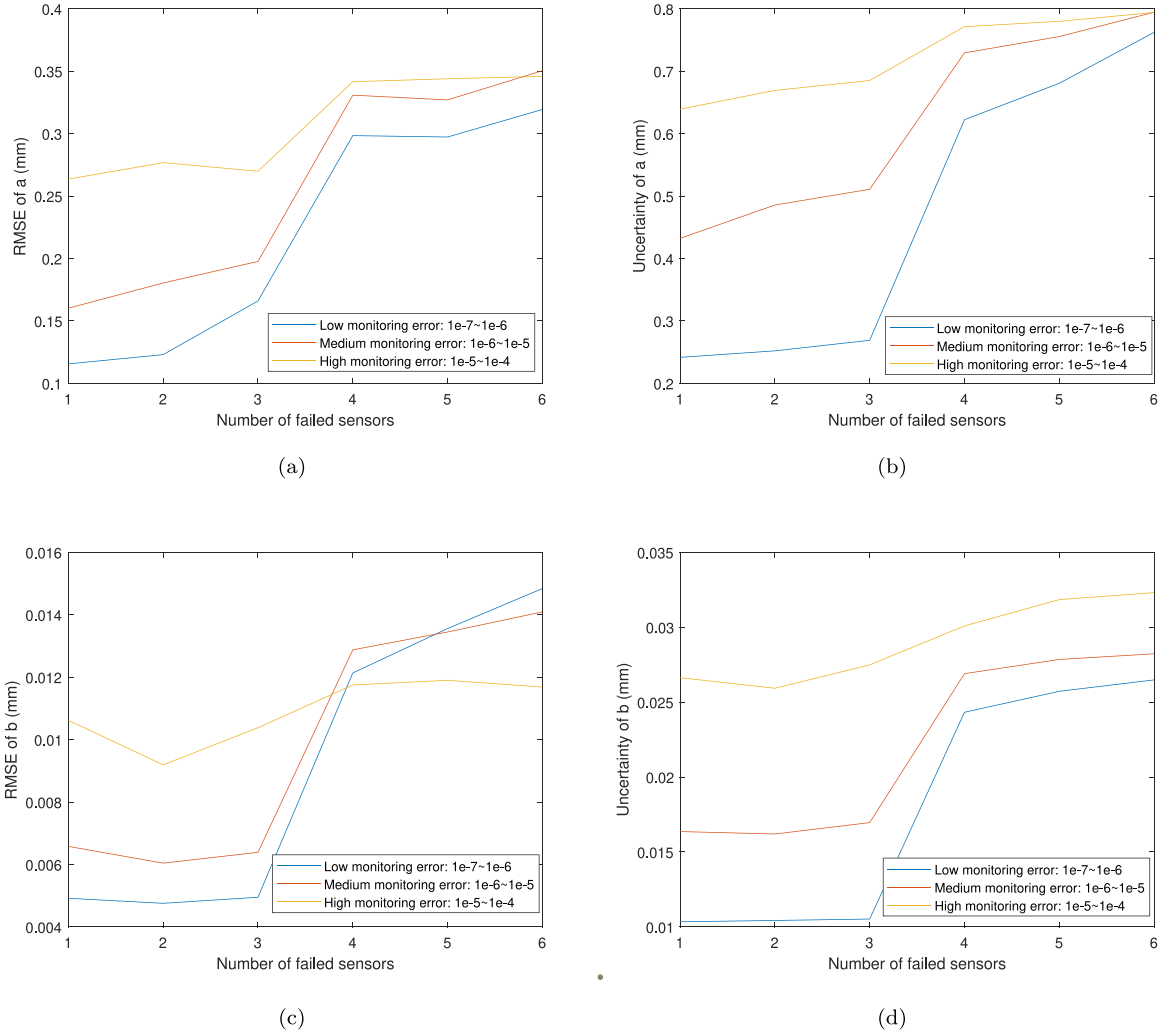 0.4
0.35
0.3
0.25
0.2
0.15
0.1
RMSE of a (mm)
Low monitoring error: 1e-7~1e-6
Medium monitoring error: 1e-6~1e-5
High monitoring error: 1e-5~1e-4
1 2 3 4 5 6
Number of failed sensors
(a)
0.8
0.7
0.6
0.5
0.4
0.3
0.2
Uncertainty of a (mm)
Low monitoring error: 1e-7~1e-6
Medium monitoring error: 1e-6~1e-5
High monitoring error: 1e-5~1e-4
1 2 3 4 5 6
Number of failed sensors
(b)
0.016
0.014
0.012
0.01
0.008
0.006
0.004
RMSE of b (mm)
Low monitoring error: 1e-7~1e-6
Medium monitoring error: 1e-6~1e-5
High monitoring error: 1e-5~1e-4
1 2 3 4 5 6
Number of failed sensors
(c)
0.035
0.03
0.025
0.02
0.015
0.01
Uncertainty of b (mm)
Low monitoring error: 1e-7~1e-6
Medium monitoring error: 1e-6~1e-5
High monitoring error: 1e-5~1e-4
1 2 3 4 5 6
Number of failed sensors
(d)